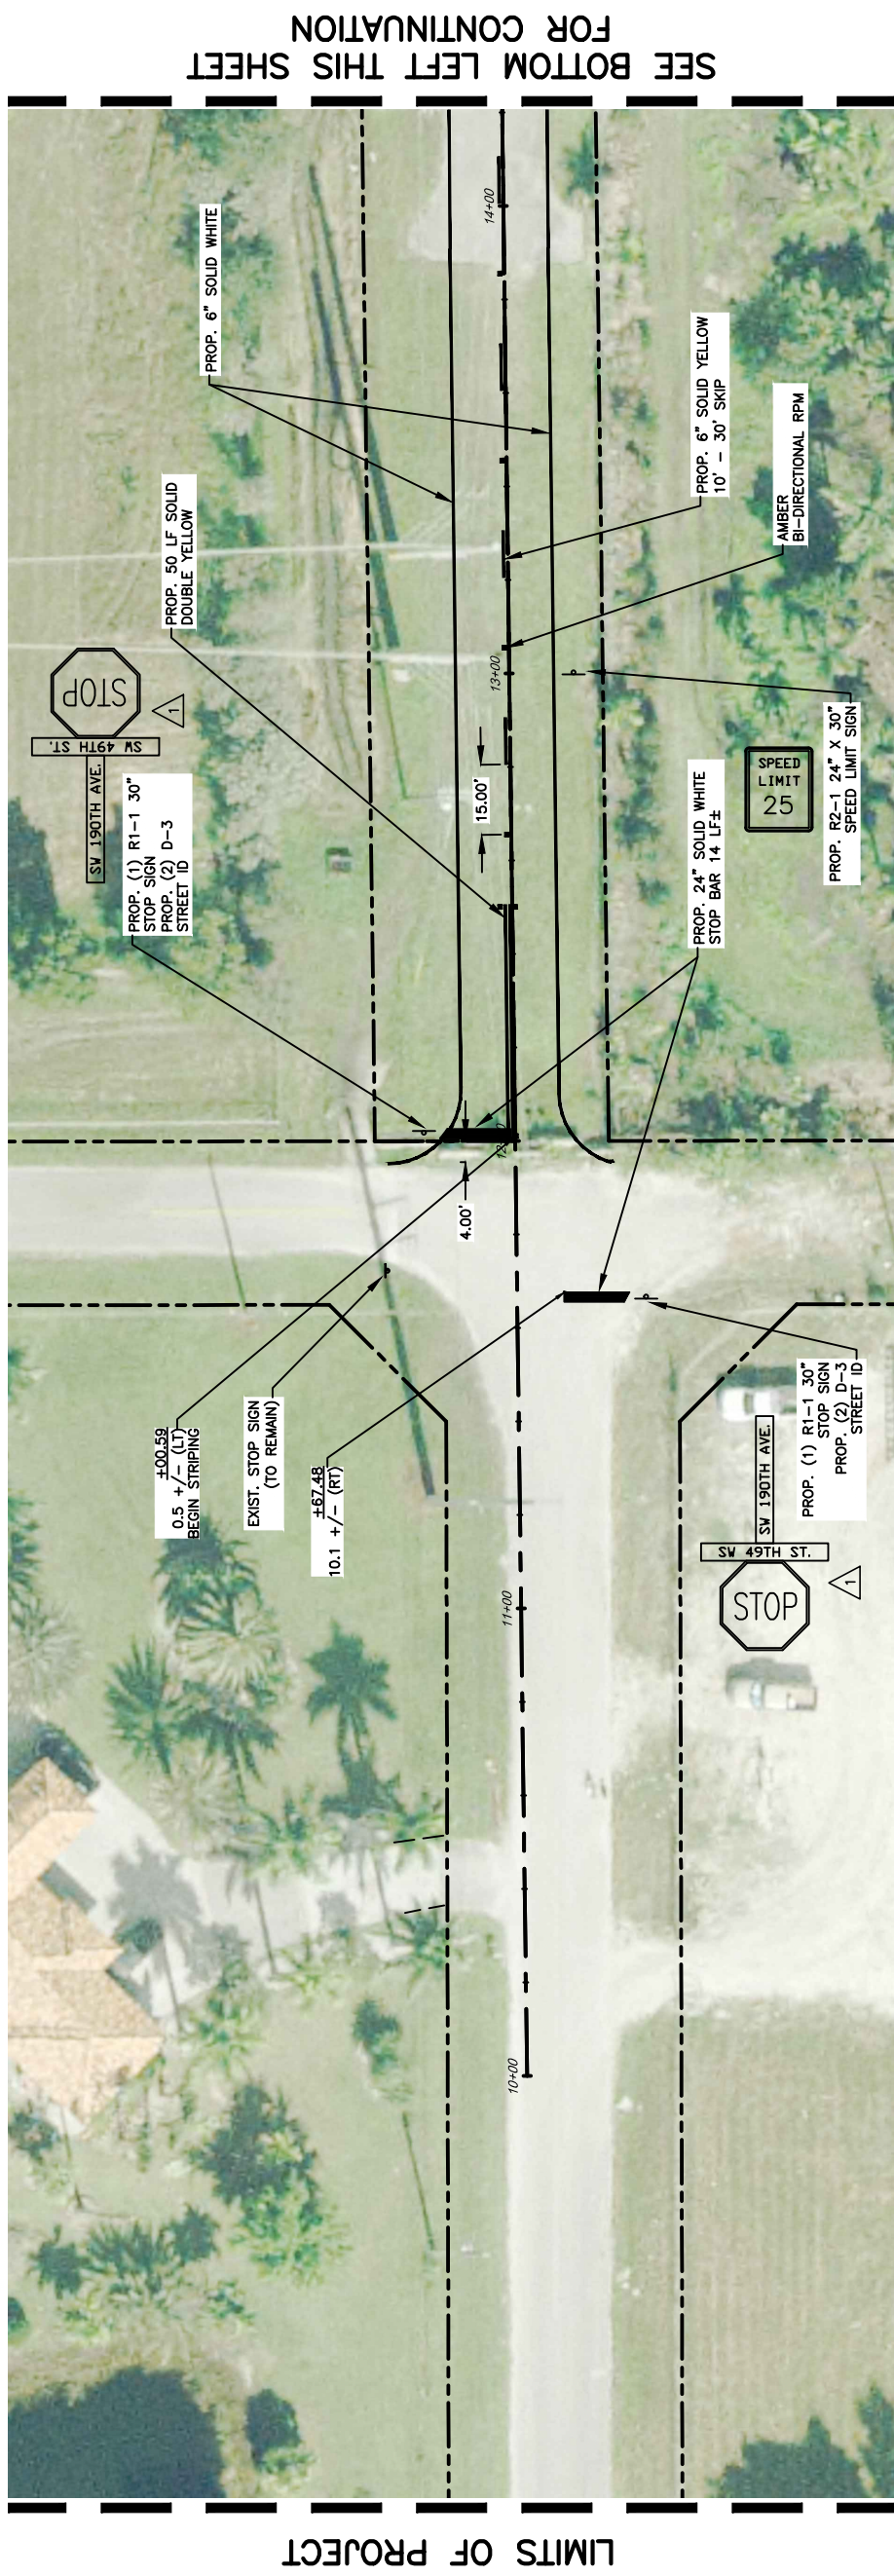 SEE BOTTOM LEFT THIS SHEET
FOR CONTINUATION
14+00
PROP. 6" SOLID WHITE
PROP. 6" SOLID YELLOW
10' - 30' SKIP
AMBER
BI-DIRECTIONAL RPM
PROP. 50 LF SOLID
DOUBLE YELLOW
STOP
1
SW 49TH ST.
SW 190TH AVE.
PROP. (1) R1-1 30"
STOP SIGN
PROP. (2) D-3
STREET ID
13+00
15.00'
SPEED
LIMIT
25
PROP. R2-1 24" X 30"
SPEED LIMIT SIGN
PROP. 24" SOLID WHITE
STOP BAR 14 LF±
4.00'
±00.59
0.5 +/- (LT)
BEGIN STRIPING
EXIST. STOP SIGN
(TO REMAIN)
±67.48
10.1 +/- (RT)
PROP. (1) R1-1 30"
STOP SIGN
PROP. (2) D-3
STREET ID
SW 190TH AVE.
SW 49TH ST.
STOP
1
11+00
10+00
LIMITS OF PROJECT